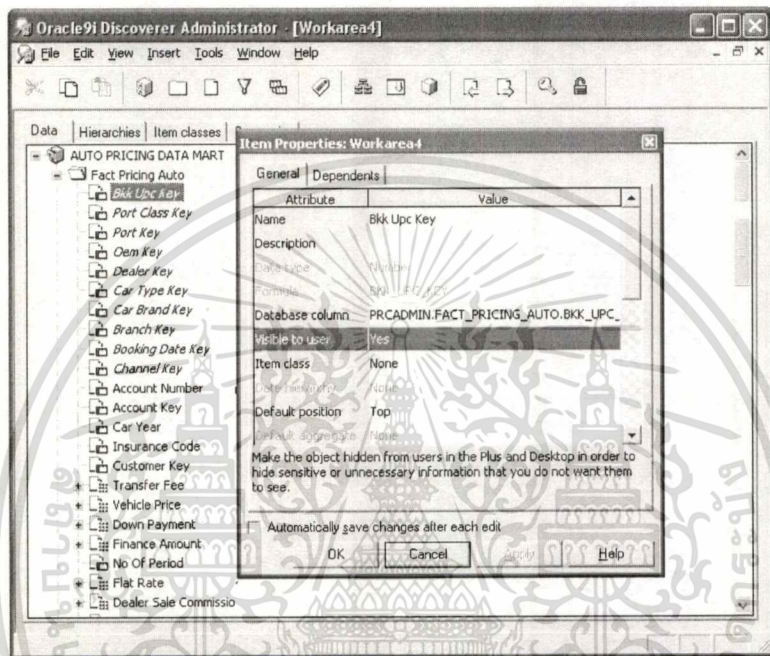 Oracle9i Discoverer Administrator - [Workarea4]
File Edit View Insert Tools Window Help
Data Hierarchies Item classes
AUTO PRICING DATA MART
Fact Pricing Auto
Bkk Upc Key
Port Class Key
Port Key
Oem Key
Dealer Key
Car Type Key
Car Brand Key
Branch Key
Booking Date Key
Channel Key
Account Number
Account Key
Car Year
Insurance Code
Customer Key
Transfer Fee
Vehicle Price
Down Payment
Finance Amount
No Of Period
Flat Rate
Dealer Sale Commissio
Item Properties: Workarea4
General Dependents
Attribute Value
Name Bkk Upc Key
Description
Data type Number
Formula BKK_UPC_KEY
Database column PRCADMIN.FACT_PRICING_AUTO.BKK_UPC_
Visible to user Yes
Item class None
Date hierarchy None
Default position Top
Default aggregate None
Make the object hidden from users in the Plus and Desktop in order to
hide sensitive or unnecessary information that you do not want them
to see.
Automatically save changes after each edit
OK Cancel Apply Help